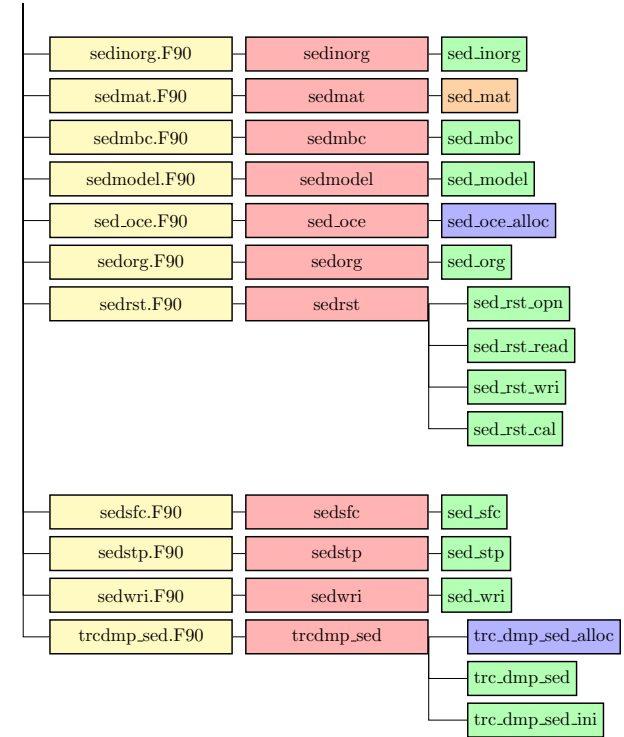 sedinorg.F90 sedinorg sed_inorg
sedmat.F90 sedmat sed_mat
sedmbc.F90 sedmbc sed_mbc
sedmodel.F90 sedmodel sed_model
sed_oce.F90 sed_oce sed_oce_alloc
sedorg.F90 sedorg sed_org
sedrst.F90 sedrst sed_rst_opn
sed_rst_read
sed_rst_wri
sed_rst_cal
sedsfc.F90 sedsfc sed_sfc
sedstp.F90 sedstp sed_stp
sedwri.F90 sedwri sed_wri
trcdmp_sed.F90 trcdmp_sed trc_dmp_sed_alloc
trc_dmp_sed
trc_dmp_sed_ini